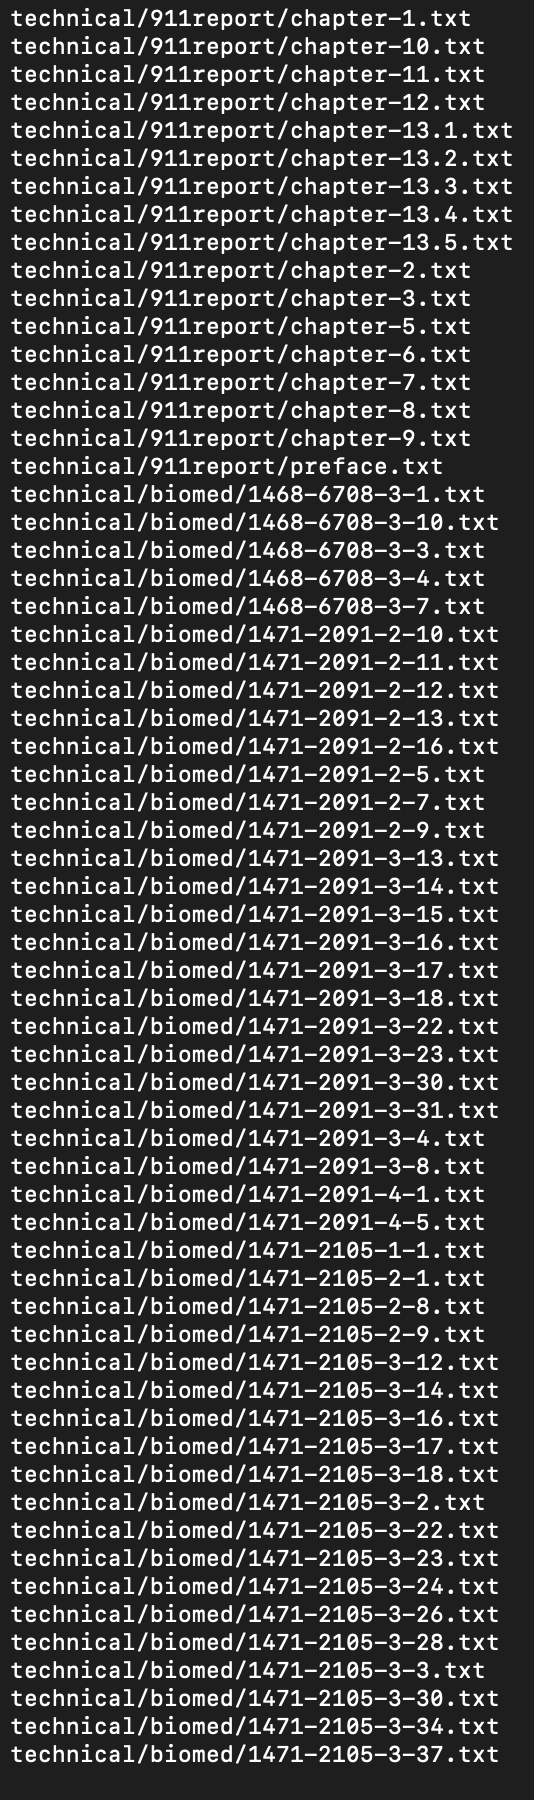 technical/911report/chapter-1.txt
technical/911report/chapter-10.txt
technical/911report/chapter-11.txt
technical/911report/chapter-12.txt
technical/911report/chapter-13.1.txt
technical/911report/chapter-13.2.txt
technical/911report/chapter-13.3.txt
technical/911report/chapter-13.4.txt
technical/911report/chapter-13.5.txt
technical/911report/chapter-2.txt
technical/911report/chapter-3.txt
technical/911report/chapter-5.txt
technical/911report/chapter-6.txt
technical/911report/chapter-7.txt
technical/911report/chapter-8.txt
technical/911report/chapter-9.txt
technical/911report/preface.txt
technical/biomed/1468-6708-3-1.txt
technical/biomed/1468-6708-3-10.txt
technical/biomed/1468-6708-3-3.txt
technical/biomed/1468-6708-3-4.txt
technical/biomed/1468-6708-3-7.txt
technical/biomed/1471-2091-2-10.txt
technical/biomed/1471-2091-2-11.txt
technical/biomed/1471-2091-2-12.txt
technical/biomed/1471-2091-2-13.txt
technical/biomed/1471-2091-2-16.txt
technical/biomed/1471-2091-2-5.txt
technical/biomed/1471-2091-2-7.txt
technical/biomed/1471-2091-2-9.txt
technical/biomed/1471-2091-3-13.txt
technical/biomed/1471-2091-3-14.txt
technical/biomed/1471-2091-3-15.txt
technical/biomed/1471-2091-3-16.txt
technical/biomed/1471-2091-3-17.txt
technical/biomed/1471-2091-3-18.txt
technical/biomed/1471-2091-3-22.txt
technical/biomed/1471-2091-3-23.txt
technical/biomed/1471-2091-3-30.txt
technical/biomed/1471-2091-3-31.txt
technical/biomed/1471-2091-3-4.txt
technical/biomed/1471-2091-3-8.txt
technical/biomed/1471-2091-4-1.txt
technical/biomed/1471-2091-4-5.txt
technical/biomed/1471-2105-1-1.txt
technical/biomed/1471-2105-2-1.txt
technical/biomed/1471-2105-2-8.txt
technical/biomed/1471-2105-2-9.txt
technical/biomed/1471-2105-3-12.txt
technical/biomed/1471-2105-3-14.txt
technical/biomed/1471-2105-3-16.txt
technical/biomed/1471-2105-3-17.txt
technical/biomed/1471-2105-3-18.txt
technical/biomed/1471-2105-3-2.txt
technical/biomed/1471-2105-3-22.txt
technical/biomed/1471-2105-3-23.txt
technical/biomed/1471-2105-3-24.txt
technical/biomed/1471-2105-3-26.txt
technical/biomed/1471-2105-3-28.txt
technical/biomed/1471-2105-3-3.txt
technical/biomed/1471-2105-3-30.txt
technical/biomed/1471-2105-3-34.txt
technical/biomed/1471-2105-3-37.txt